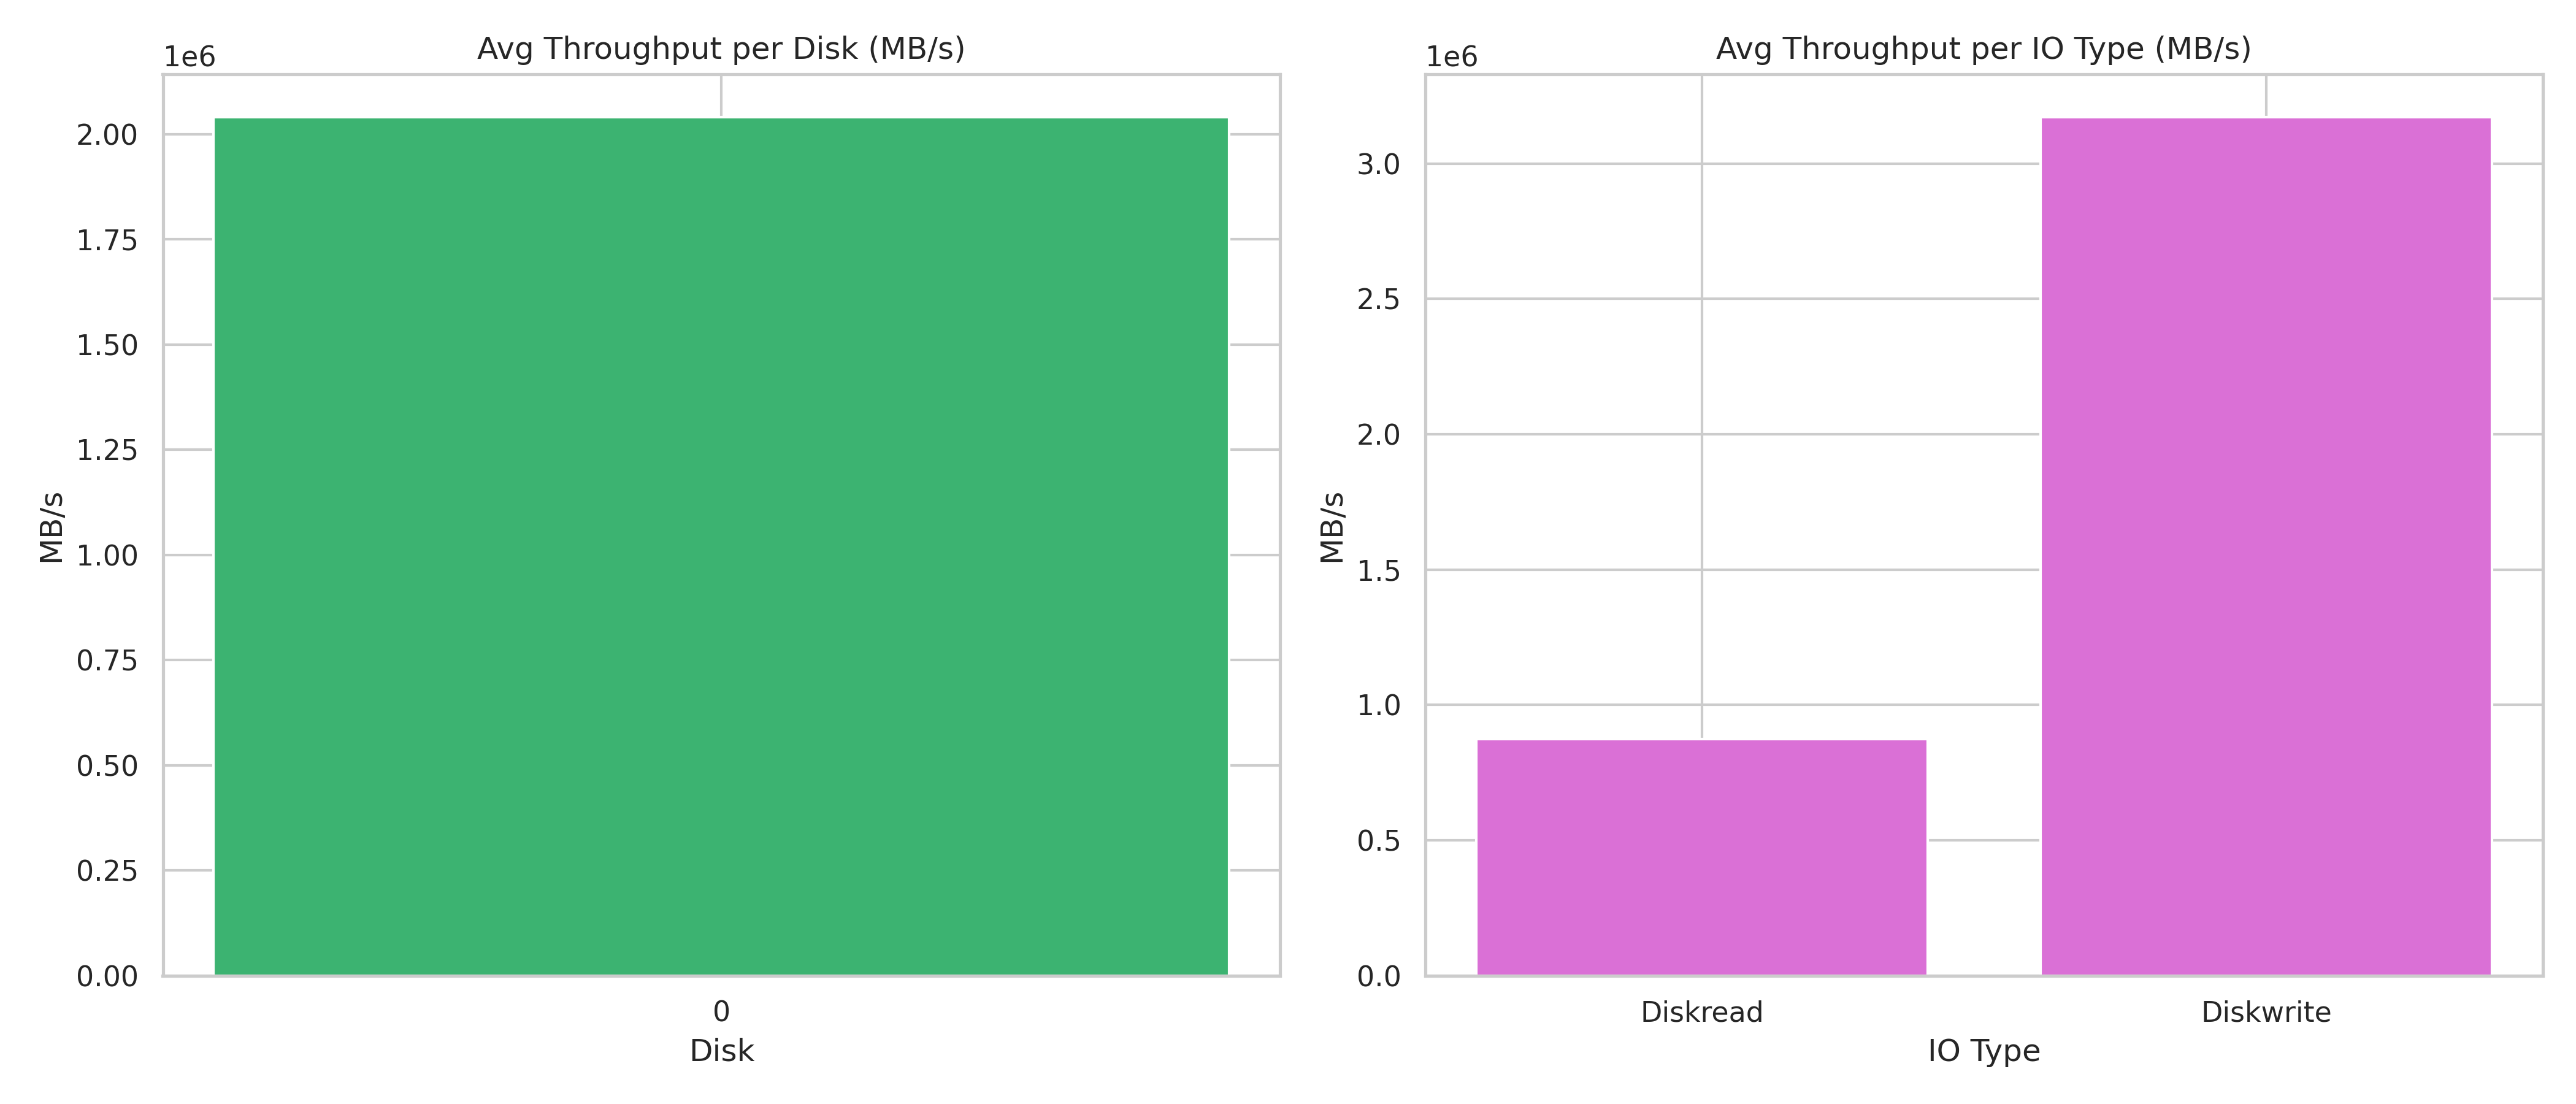 Avg Throughput per Disk (MB/s)
1e6
2.00
1.75
1.50
1.25
1.00
0.75
0.50
0.25
0.00
MB/s
0
Disk
Avg Throughput per IO Type (MB/s)
1e6
3.0
2.5
2.0
1.5
1.0
0.5
0.0
MB/s
Diskread
Diskwrite
IO Type